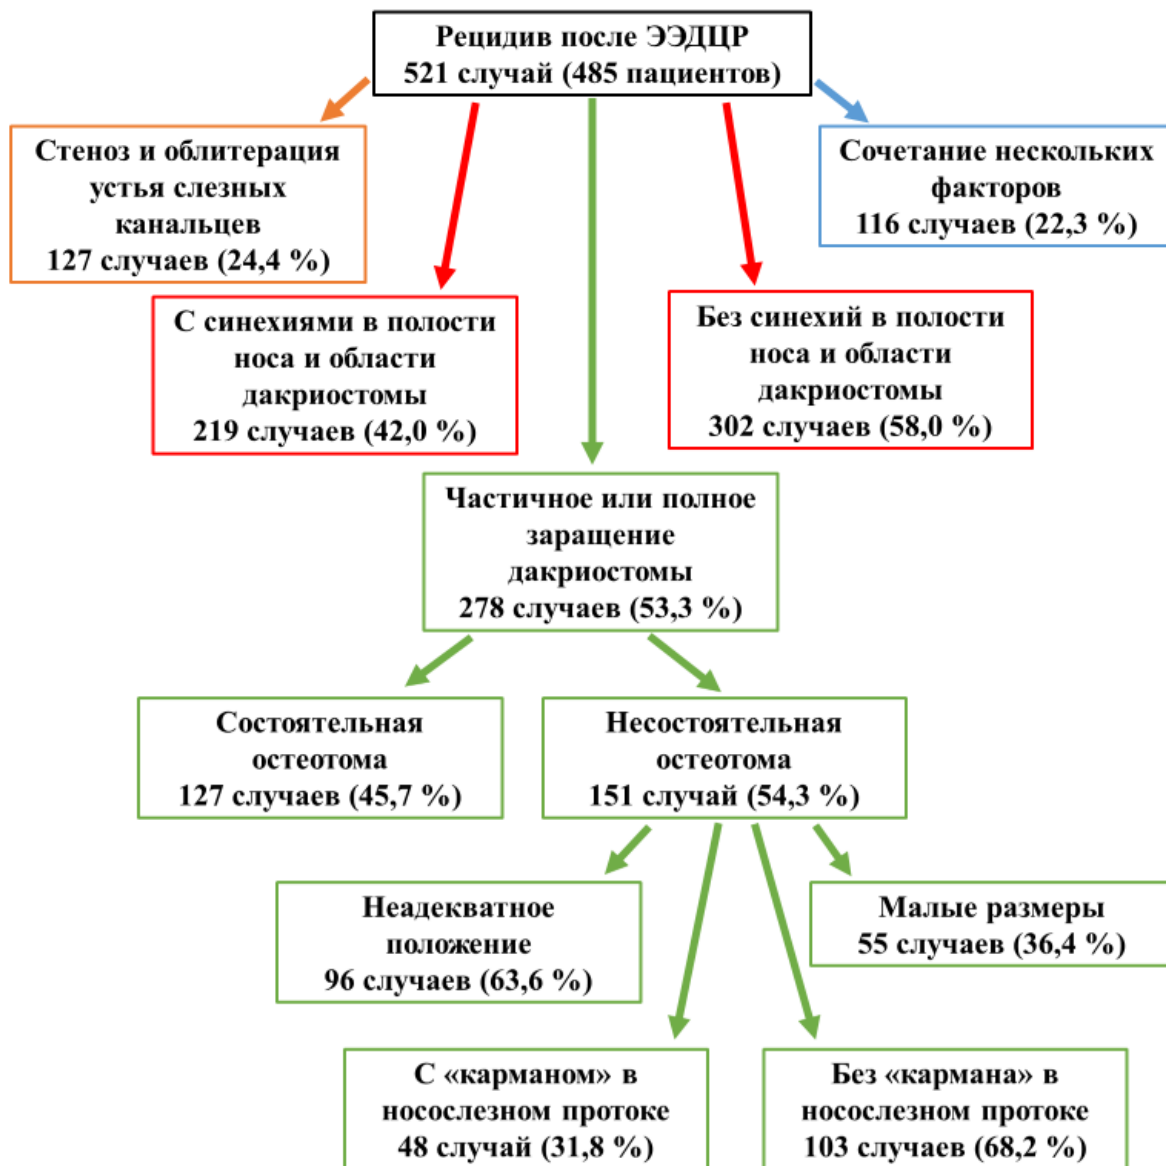 Рецидив после ЭЭДЦР
521 случай (485 пациентов)
Стеноз и облитерация
устья слезных
канальцев
127 случаев (24,4 %)
Сочетание нескольких
факторов
116 случаев (22,3 %)
С синехиями в полости
носа и области
дакриостомы
219 случаев (42,0 %)
Без синехий в полости
носа и области
дакриостомы
302 случаев (58,0 %)
Частичное или полное
заращение
дакриостомы
278 случаев (53,3 %)
Состоятельная
остеотома
127 случаев (45,7 %)
Несостоятельная
остеотома
151 случай (54,3 %)
Неадекватное
положение
96 случаев (63,6 %)
Малые размеры
55 случаев (36,4 %)
С «карманом» в
носослезном протоке
48 случай (31,8 %)
Без «кармана» в
носослезном протоке
103 случаев (68,2 %)